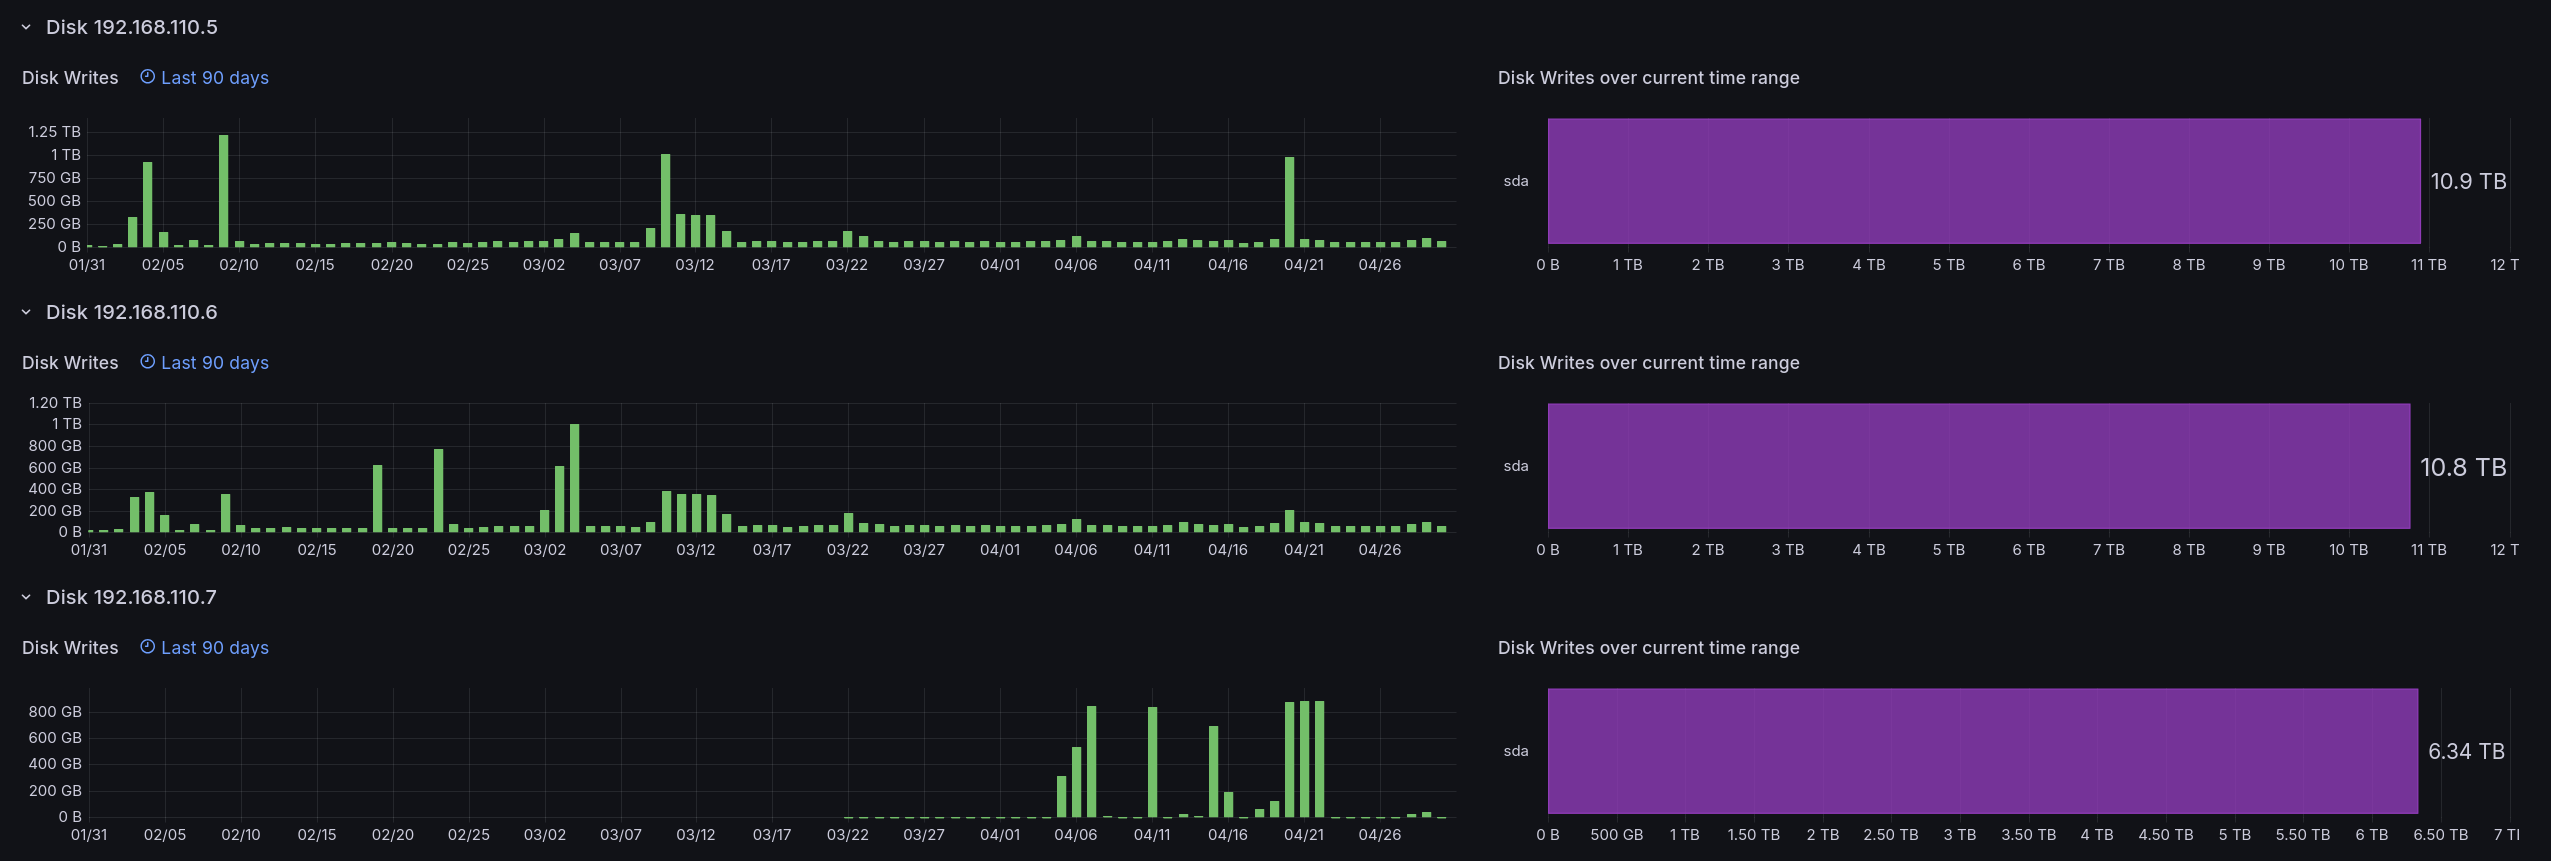 Disk 192.168.110.5
Disk Writes Last 90 days
Disk Writes over current time range
1.25 TB
1 TB
750 GB
500 GB
250 GB
0 B
01/31 02/05 02/10 02/15 02/20 02/25 03/02 03/07 03/12 03/17 03/22 03/27 04/01 04/06 04/11 04/16 04/21 04/26
sda
10.9 TB
0 B 1 TB 2 TB 3 TB 4 TB 5 TB 6 TB 7 TB 8 TB 9 TB 10 TB 11 TB 12 T
Disk 192.168.110.6
Disk Writes Last 90 days
Disk Writes over current time range
1.20 TB
1 TB
800 GB
600 GB
400 GB
200 GB
0 B
01/31 02/05 02/10 02/15 02/20 02/25 03/02 03/07 03/12 03/17 03/22 03/27 04/01 04/06 04/11 04/16 04/21 04/26
sda
10.8 TB
0 B 1 TB 2 TB 3 TB 4 TB 5 TB 6 TB 7 TB 8 TB 9 TB 10 TB 11 TB 12 T
Disk 192.168.110.7
Disk Writes Last 90 days
Disk Writes over current time range
800 GB
600 GB
400 GB
200 GB
0 B
01/31 02/05 02/10 02/15 02/20 02/25 03/02 03/07 03/12 03/17 03/22 03/27 04/01 04/06 04/11 04/16 04/21 04/26
sda
6.34 TB
0 B 500 GB 1 TB 1.50 TB 2 TB 2.50 TB 3 TB 3.50 TB 4 TB 4.50 TB 5 TB 5.50 TB 6 TB 6.50 TB 7 T